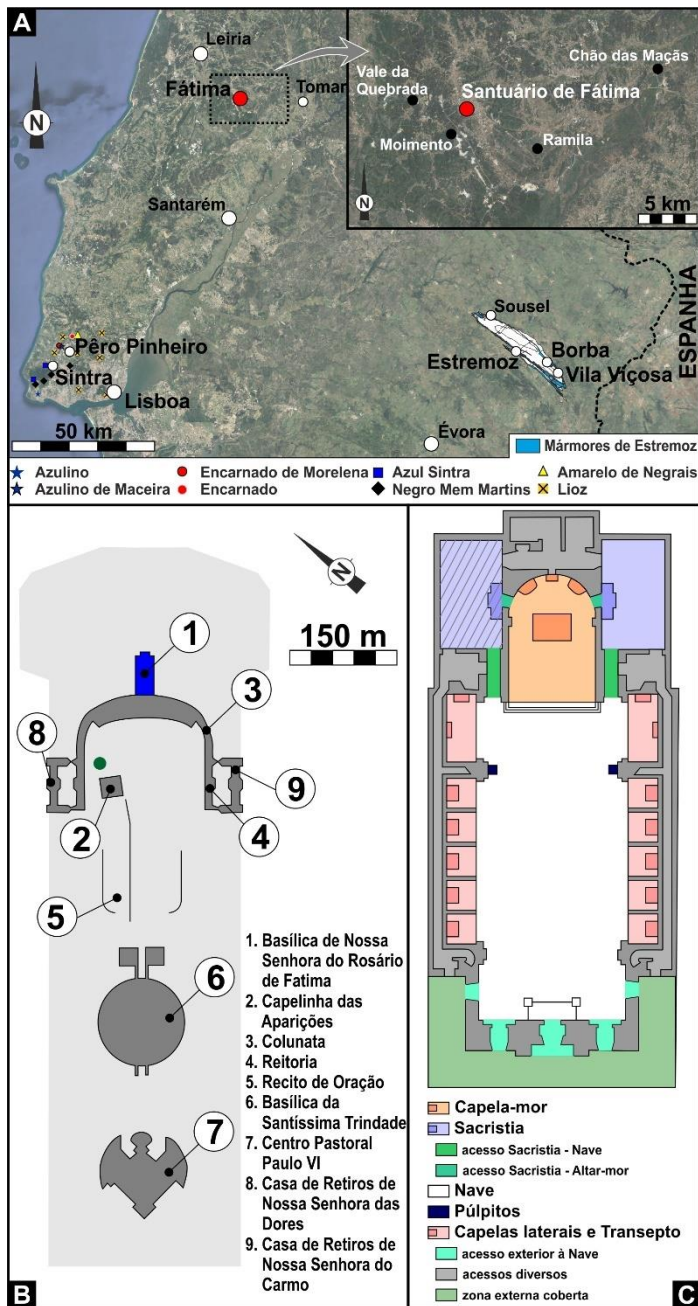 A
Leiria
Fátima
Tomar
N
Santarém
Chão das Maçãs
Vale da
Quebrada
Santuário de Fátima
Moimento
Ramila
N
5 km
ESPANHA
Sousel
Pêro Pinheiro
Estremoz
Borba
Sintra
Vila Viçosa
Lisboa
50 km
Évora
Mármores de Estremoz
Azulino
Encarnado de Morelena
Azul Sintra
Amarelo de Negrais
Azulino de Maceira
Encarnado
Negro Mem Martins
Lioz
N
150 m
1
3
8
9
2
4
5
6
7
1. Basílica de Nossa
Senhora do Rosário
de Fatima
2. Capelinha das
Aparições
3. Colunata
4. Reitoria
5. Recito de Oração
6. Basílica da
Santíssima Trindade
7. Centro Pastoral
Paulo VI
8. Casa de Retiros de
Nossa Senhora das
Dores
9. Casa de Retiros de
Nossa Senhora do
Carmo
B
Capela-mor
Sacristia
acesso Sacristia - Nave
acesso Sacristia - Altar-mor
Nave
Púlpitos
Capelas laterais e Transepto
acesso exterior à Nave
acessos diversos
zona externa coberta
C